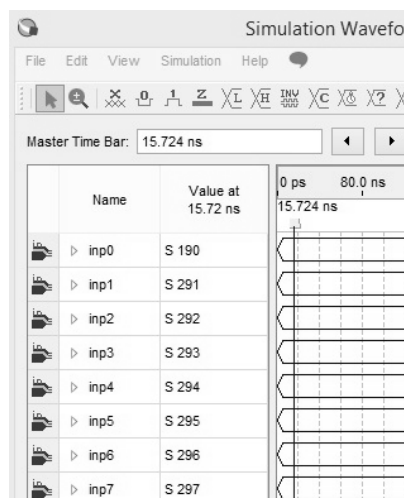 Simulation Wavefo
File Edit View Simulation Help
Master Time Bar: 15.724 ns
Name Value at 15.72 ns 0 ps 80.0 ns
15.724 ns
inp0 S 190
inp1 S 291
inp2 S 292
inp3 S 293
inp4 S 294
inp5 S 295
inp6 S 296
inp7 S 297